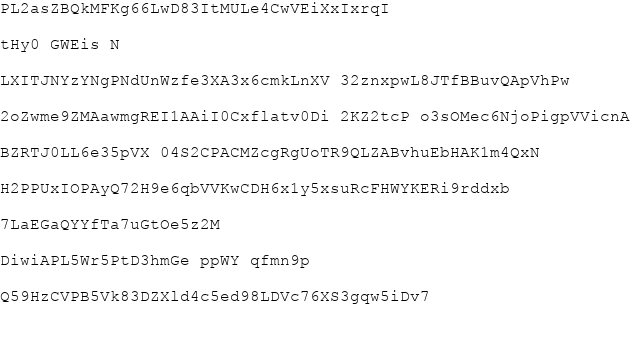 PL2asZBQkMFKg66LwD83ItMULe4CwVEiXxIxrqI
tHy0 GWEis N
LXITJNYzYNgPNdUnWzfe3XA3x6cmkLnXV 32znxpwL8JTfBBuvQApVhPw
2oZwme9ZMAawmgREI1AAiI0Cxflatv0Di 2KZ2tcP o3sOMec6NjoPigpVVicnA
BZRTJ0LL6e35pVX 04S2CPACMZcgRgUoTR9QLZABvhuEbHAK1m4QxN
H2PPUxIOPAyQ72H9e6qbVVKwCDH6x1y5xsuRcFHWYKERi9rddxb
7LaEGaQYYfTa7uGtOe5z2M
DiwiAPL5Wr5PtD3hmGe ppWY qfmn9p
Q59HzCVPB5Vk83DZXld4c5ed98LDVc76XS3gqw5iDv7